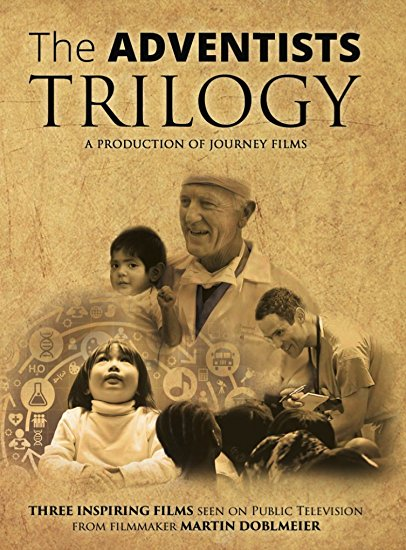 The ADVENTISTS
TRILOGY
A PRODUCTION OF JOURNEY FILMS
THREE INSPIRING FILMS SEEN ON PUBLIC TELEVISION
FROM FILMMAKER MARTIN DOBLMEIER